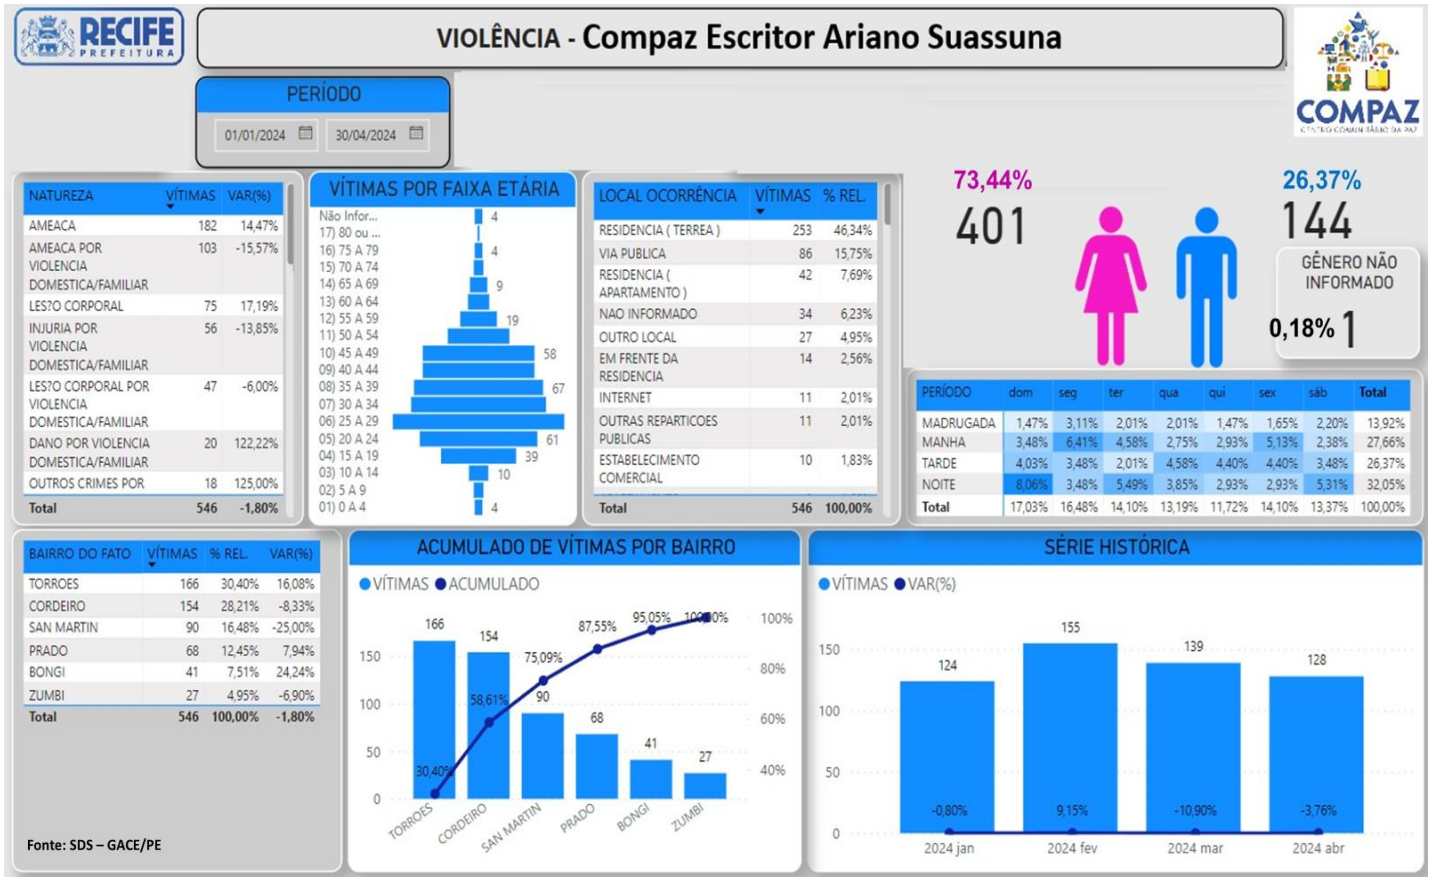 RECIFE
PREFEITURA
VIOLÊNCIA - Compaz Escritor Ariano Suassuna
COMPAZ
CENTRO COMUNITÁRIO DA PAZ
PERÍODO
01/01/2024 30/04/2024
NATUREZA VÍTIMAS VAR(%)
AMEACA 182 14,47%
AMEACA POR 103 -15,57%
VIOLENCIA
DOMESTICA/FAMILIAR
LES?O CORPORAL 75 17,19%
INJURIA POR 56 -13,85%
VIOLENCIA
DOMESTICA/FAMILIAR
LES?O CORPORAL POR 47 -6,00%
VIOLENCIA
DOMESTICA/FAMILIAR
DANO POR VIOLENCIA 20 122,22%
DOMESTICA/FAMILIAR
OUTROS CRIMES POR 18 125,00%
Total 546 -1,80%
VÍTIMAS POR FAIXA ETÁRIA
Não Infor... 4
17) 80 ou ...
16) 75 A 79 4
15) 70 A 74
14) 65 A 69 9
13) 60 A 64
12) 55 A 59 19
11) 50 A 54
10) 45 A 49 58
09) 40 A 44
08) 35 A 39 67
07) 30 A 34
06) 25 A 29
05) 20 A 24 61
04) 15 A 19 39
03) 10 A 14 10
02) 5 A 9
01) 0 A 4 4
LOCAL OCORRÊNCIA VÍTIMAS % REL.
RESIDENCIA ( TERREA ) 253 46,34%
VIA PUBLICA 86 15,75%
RESIDENCIA ( 42 7,69%
APARTAMENTO )
NAO INFORMADO 34 6,23%
OUTRO LOCAL 27 4,95%
EM FRENTE DA 14 2,56%
RESIDENCIA
INTERNET 11 2,01%
OUTRAS REPARTICOES 11 2,01%
PUBLICAS
ESTABELECIMENTO 10 1,83%
COMERCIAL
Total 546 100,00%
73,44%
401
26,37%
144
GÊNERO NÃO
INFORMADO
0,18% 1
PERÍODO dom seg ter qua qui sex sáb Total
MADRUGADA 1,47% 3,11% 2,01% 2,01% 1,47% 1,65% 2,20% 13,92%
MANHA 3,48% 6,41% 4,58% 2,75% 2,93% 5,13% 2,38% 27,66%
TARDE 4,03% 3,48% 2,01% 4,58% 4,40% 4,40% 3,48% 26,37%
NOITE 8,06% 3,48% 5,49% 3,85% 2,93% 2,93% 5,31% 32,05%
Total 17,03% 16,48% 14,10% 13,19% 11,72% 14,10% 13,37% 100,00%
BAIRRO DO FATO VÍTIMAS % REL. VAR(%)
TORROES 166 30,40% 16,08%
CORDEIRO 154 28,21% -8,33%
SAN MARTIN 90 16,48% -25,00%
PRADO 68 12,45% 7,94%
BONGI 41 7,51% 24,24%
ZUMBI 27 4,95% -6,90%
Total 546 100,00% -1,80%
Fonte: SDS – GACE/PE
ACUMULADO DE VÍTIMAS POR BAIRRO
VÍTIMAS ACUMULADO
166 154 90 68 41 27
30,40% 58,61% 75,09% 87,55% 95,05% 100,00%
150
100
50
0
100%
80%
60%
40%
TORROES CORDEIRO SAN MARTIN PRADO BONGI ZUMBI
SÉRIE HISTÓRICA
VÍTIMAS VAR(%)
124 155 139 128
150
100
50
0
-0,80% 9,15% -10,90% -3,76%
2024 jan 2024 fev 2024 mar 2024 abr